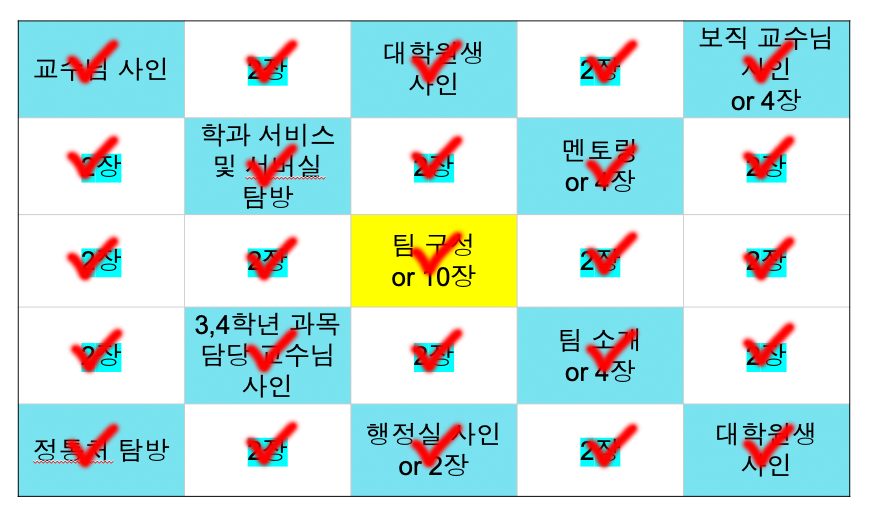 교수님 사인
2장
대학원생
사인
2장
보직 교수님
사인
or 4장
2장
학과 서비스
및 서버실
탐방
2장
멘토링
or 4장
2장
2장
2장
팀 구성
or 10장
2장
2장
2장
3,4학년 과목
담당 교수님
사인
2장
팀 소개
or 4장
2장
정통처 탐방
2장
행정실 사인
or 2장
2장
대학원생
사인